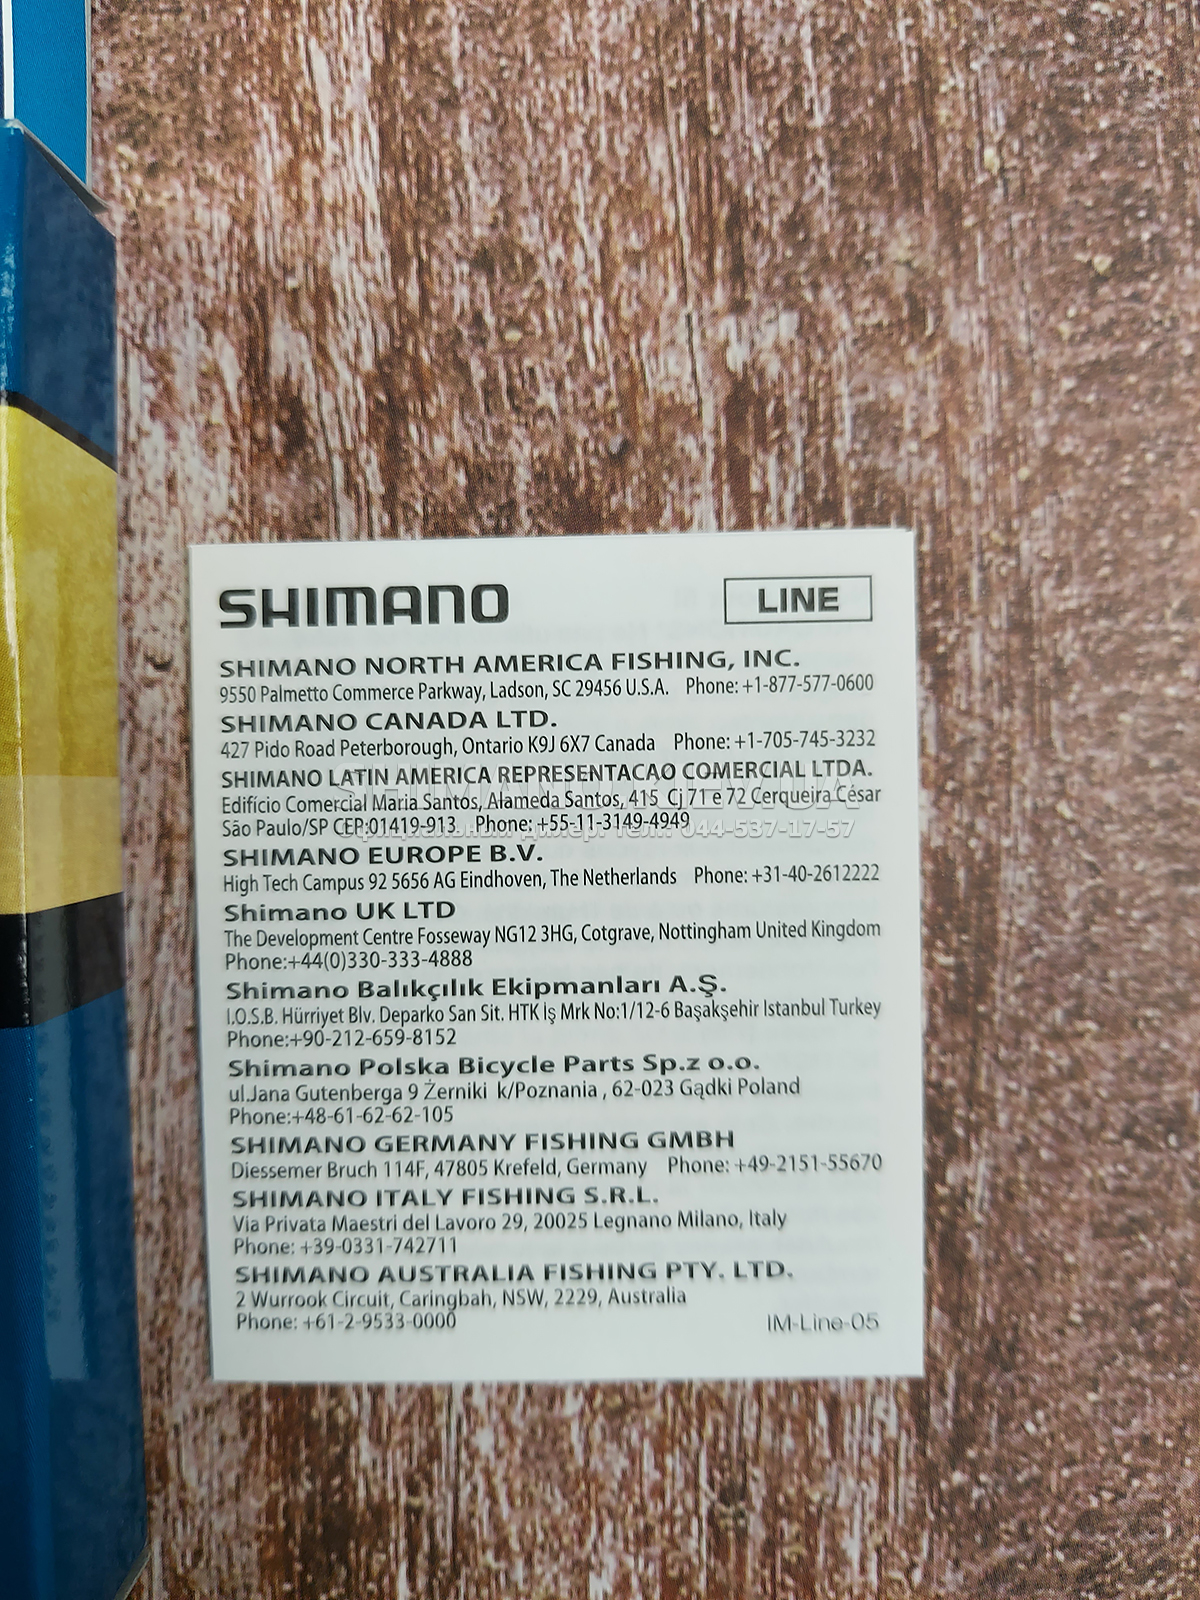 SHIMANO LINE
SHIMANO NORTH AMERICA FISHING, INC.
9550 Palmetto Commerce Parkway, Ladson, SC 29456 U.S.A. Phone: +1-877-577-0600
SHIMANO CANADA LTD.
427 Pido Road Peterborough, Ontario K9J 6X7 Canada Phone: +1-705-745-3232
SHIMANO LATIN AMERICA REPRESENTACAO COMERCIAL LTDA.
Edifício Comercial Maria Santos, Alameda Santos, 415 Cj 71 e 72 Cerqueira César
São Paulo/SP CEP:01419-913 Phone: +55-11-3149-4949
044-537-17-57
SHIMANO EUROPE B.V.
High Tech Campus 92 5656 AG Eindhoven, The Netherlands Phone: +31-40-2612222
Shimano UK LTD
The Development Centre Fosseway NG12 3HG, Cotgrave, Nottingham United Kingdom
Phone:+44(0)330-333-4888
Shimano Balıkçılık Ekipmanları A.Ş.
I.O.S.B. Hürriyet Blv. Deparko San Sit. HTK İş Mrk No:1/12-6 Başakşehir Istanbul Turkey
Phone:+90-212-659-8152
Shimano Polska Bicycle Parts Sp.z o.o.
ul.Jana Gutenberga 9 Żerniki k/Poznania , 62-023 Gądki Poland
Phone:+48-61-62-62-105
SHIMANO GERMANY FISHING GMBH
Diessemer Bruch 114F, 47805 Krefeld, Germany Phone: +49-2151-55670
SHIMANO ITALY FISHING S.R.L.
Via Privata Maestri del Lavoro 29, 20025 Legnano Milano, Italy
Phone: +39-0331-742711
SHIMANO AUSTRALIA FISHING PTY. LTD.
2 Wurrook Circuit, Caringbah, NSW, 2229, Australia
Phone: +61-2-9533-0000 IM-Line-05